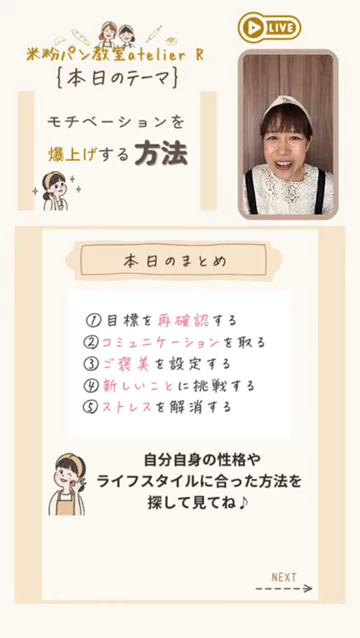 米粉パン教室atelier R
LIVE
{本日のテーマ}
モチベーションを
爆上げする方法
本日のまとめ
①目標を再確認する
②コミュニケーションを取る
③ご褒美を設定する
④新しいことに挑戦する
⑤ストレスを解消する
自分自身の性格や
ライフスタイルに合った方法を
探して見てね♪
NEXT